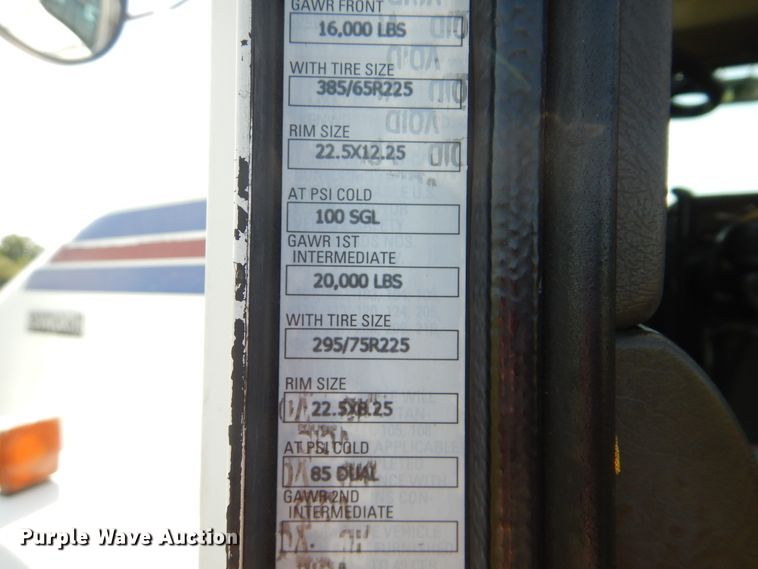 GAWR FRONT
16,000 LBS
WITH TIRE SIZE
385/65R225
RIM SIZE
22.5X12.25
AT PSI COLD
100 SGL
GAWR 1ST
INTERMEDIATE
20,000 LBS
WITH TIRE SIZE
295/75R225
RIM SIZE
22.5X8.25
AT PSI COLD
85 DUAL
GAWR 2ND
INTERMEDIATE
Purple Wave Auction